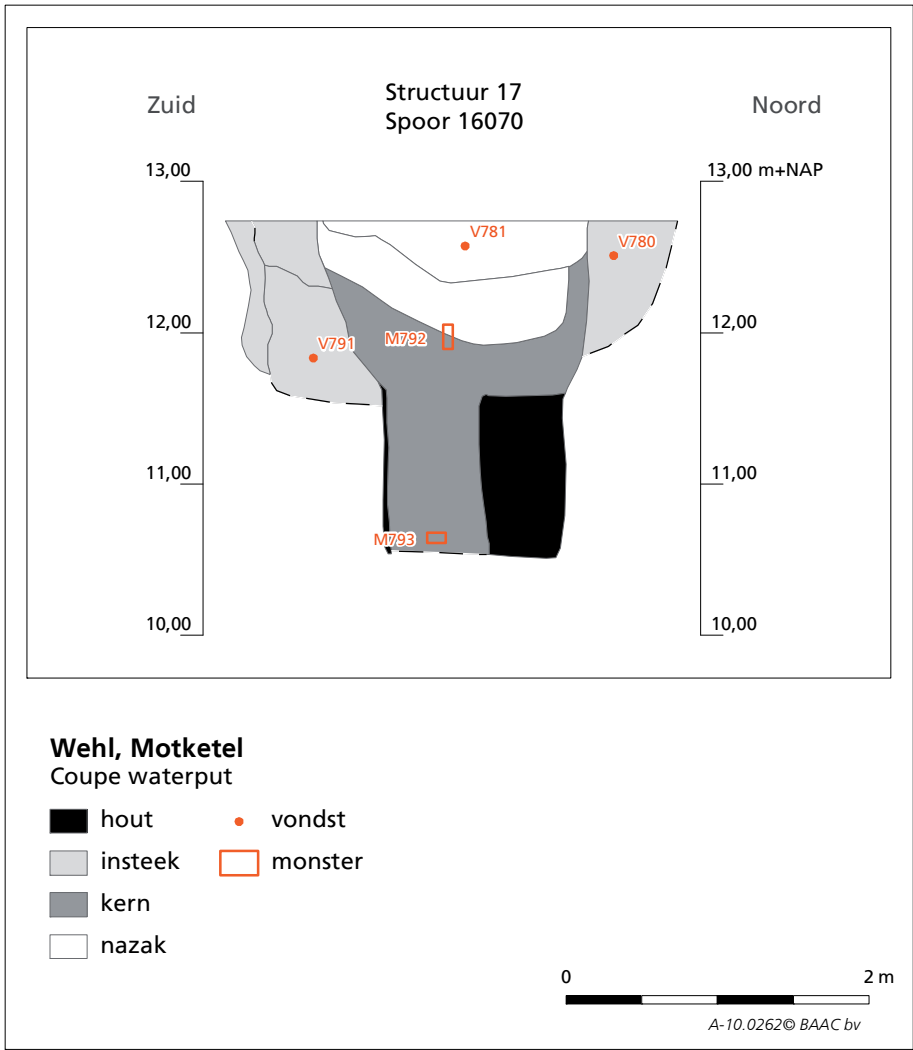 Structuur 17
Zuid
Noord
Spoor 16070
13,00
13,00 m+NAP
V781
V780
12,00
12,00
M792
V791
11,00
11,00
M793
10,00
10,00
Wehl, Motketel
Coupe waterput
hout
vondst
insteek
monster
kern
nazak
0
2 m
A-10.0262© BAAC bv